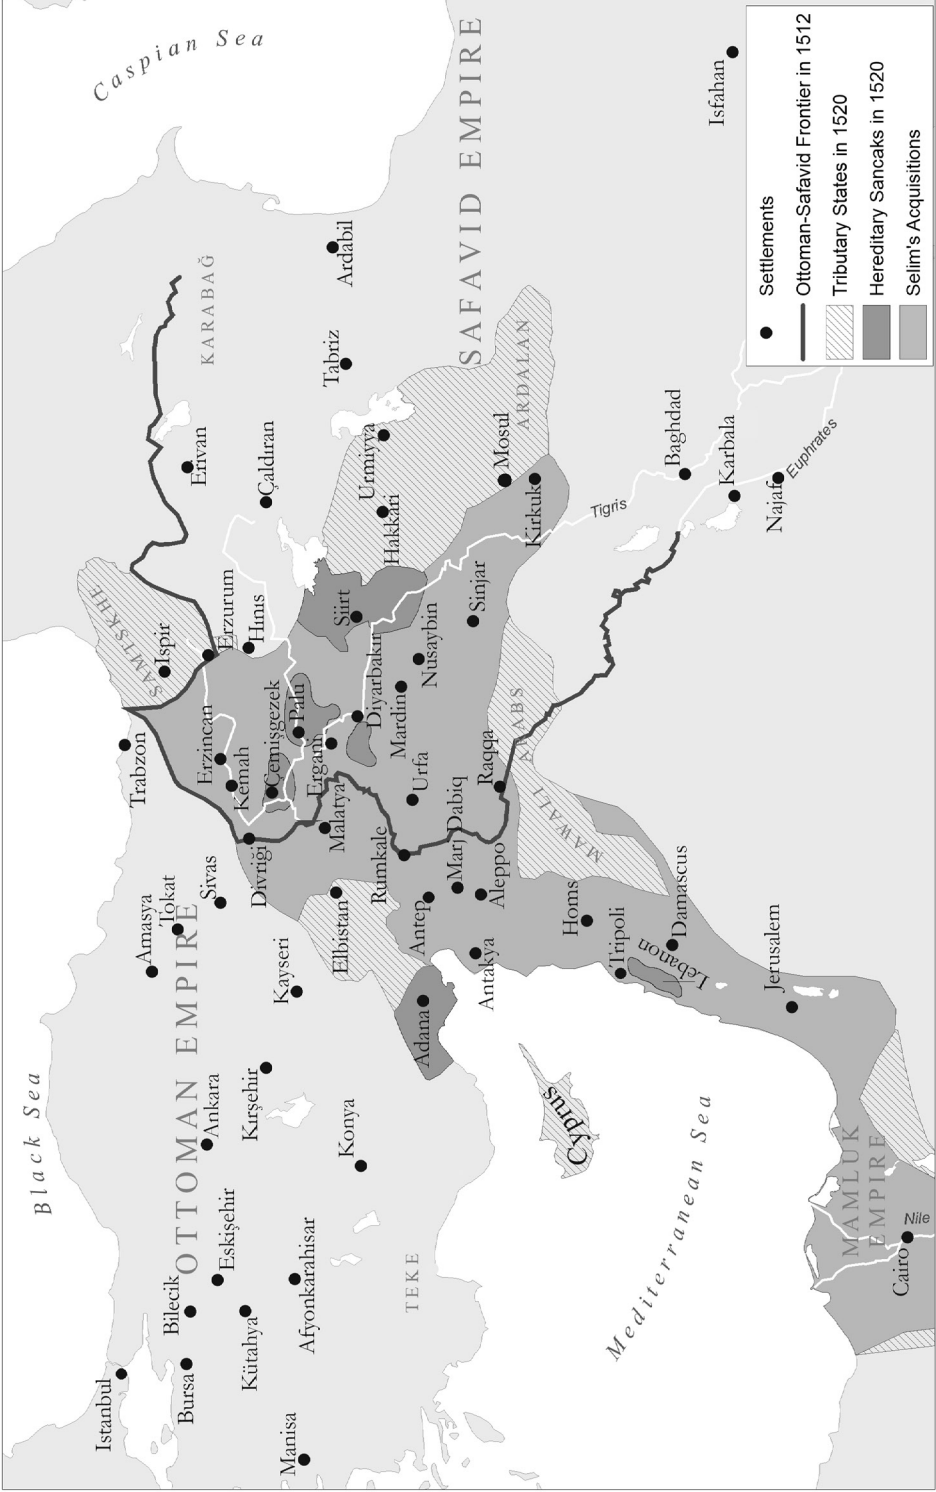 Black Sea
Caspian Sea
OTTOMAN EMPIRE
SAFAVID EMPIRE
MAMLUK
EMPIRE
Mediterranean Sea
KARABAĞ
SAMTSKHE
ARDALAN
MAWALI ARABS
TEKE
Istanbul
Bursa
Bilecik
Eskişehir
Kütahya
Afyonkarahisar
Manisa
Ankara
Kırşehir
Konya
Kayseri
Amasya
Tokat
Sivas
Trabzon
Divriği
Erzincan
Kemah
Çemişgezek
Palu
Ergani
Malatya
Elbistan
Rumkale
Adana
Antep
Antakya
Marj Dabiq
Aleppo
Urfa
Raqqa
Mardin
Diyarbakır
Nusaybin
Sinjar
Siirt
Ispir
Erzurum
Hınıs
Erivan
Çaldıran
Tabriz
Ardabil
Urmiyya
Hakkâri
Mosul
Kirkuk
Tigris
Baghdad
Karbala
Najaf
Euphrates
Isfahan
Homs
Tripoli
Lebanon
Damascus
Jerusalem
Cyprus
Cairo
Nile
Settlements
Ottoman-Safavid Frontier in 1512
Tributary States in 1520
Hereditary Sancaks in 1520
Selim's Acquisitions